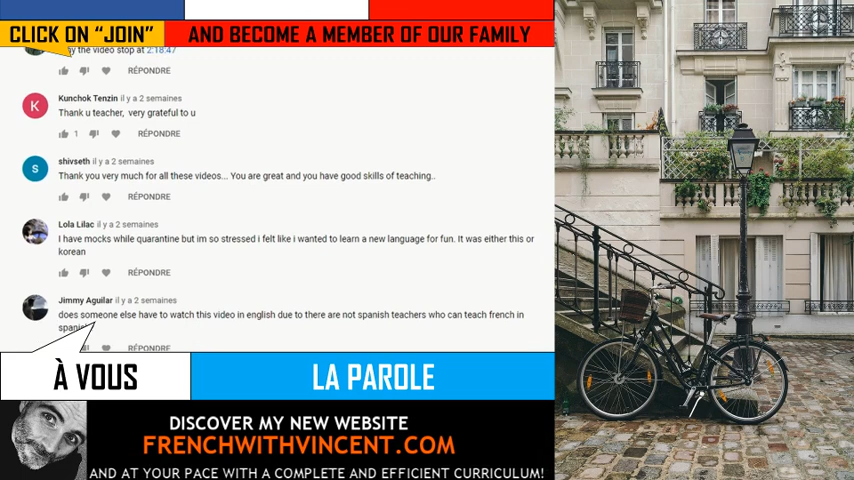 CLICK ON “JOIN” AND BECOME A MEMBER OF OUR FAMILY
the video stop at 2:18:47
RÉPONDRE
K Kunchok Tenzin il y a 2 semaines
Thank u teacher, very grateful to u
1 RÉPONDRE
S shivseth il y a 2 semaines
Thank you very much for all these videos... You are great and you have good skills of teaching..
RÉPONDRE
Lola Lilac il y a 2 semaines
I have mocks while quarantine but im so stressed i felt like i wanted to learn a new language for fun. It was either this or
korean
RÉPONDRE
Jimmy Aguilar il y a 2 semaines
does someone else have to watch this video in english due to there are not spanish teachers who can teach french in
RÉPONDRE
À VOUS LA PAROLE
DISCOVER MY NEW WEBSITE
FRENCHWITHVINCENT.COM
AND AT YOUR PACE WITH A COMPLETE AND EFFICIENT CURRICULUM!